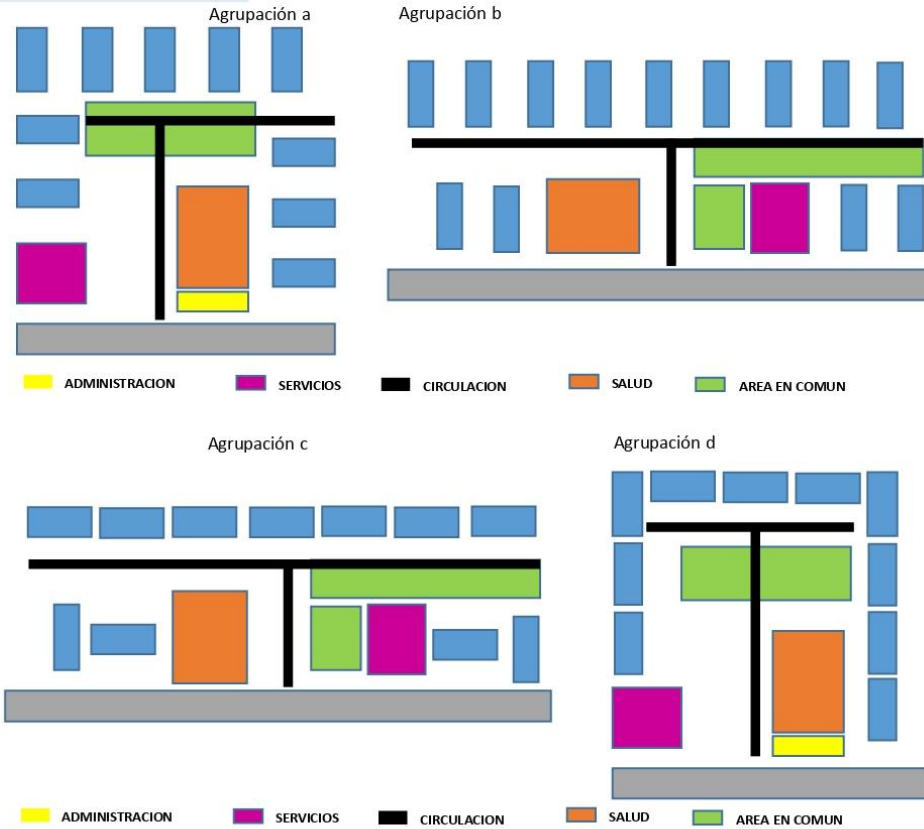 Agrupación a
Agrupación b
ADMINISTRACION
SERVICIOS
CIRCULACION
SALUD
AREA EN COMUN
Agrupación c
Agrupación d
ADMINISTRACION
SERVICIOS
CIRCULACION
SALUD
AREA EN COMUN